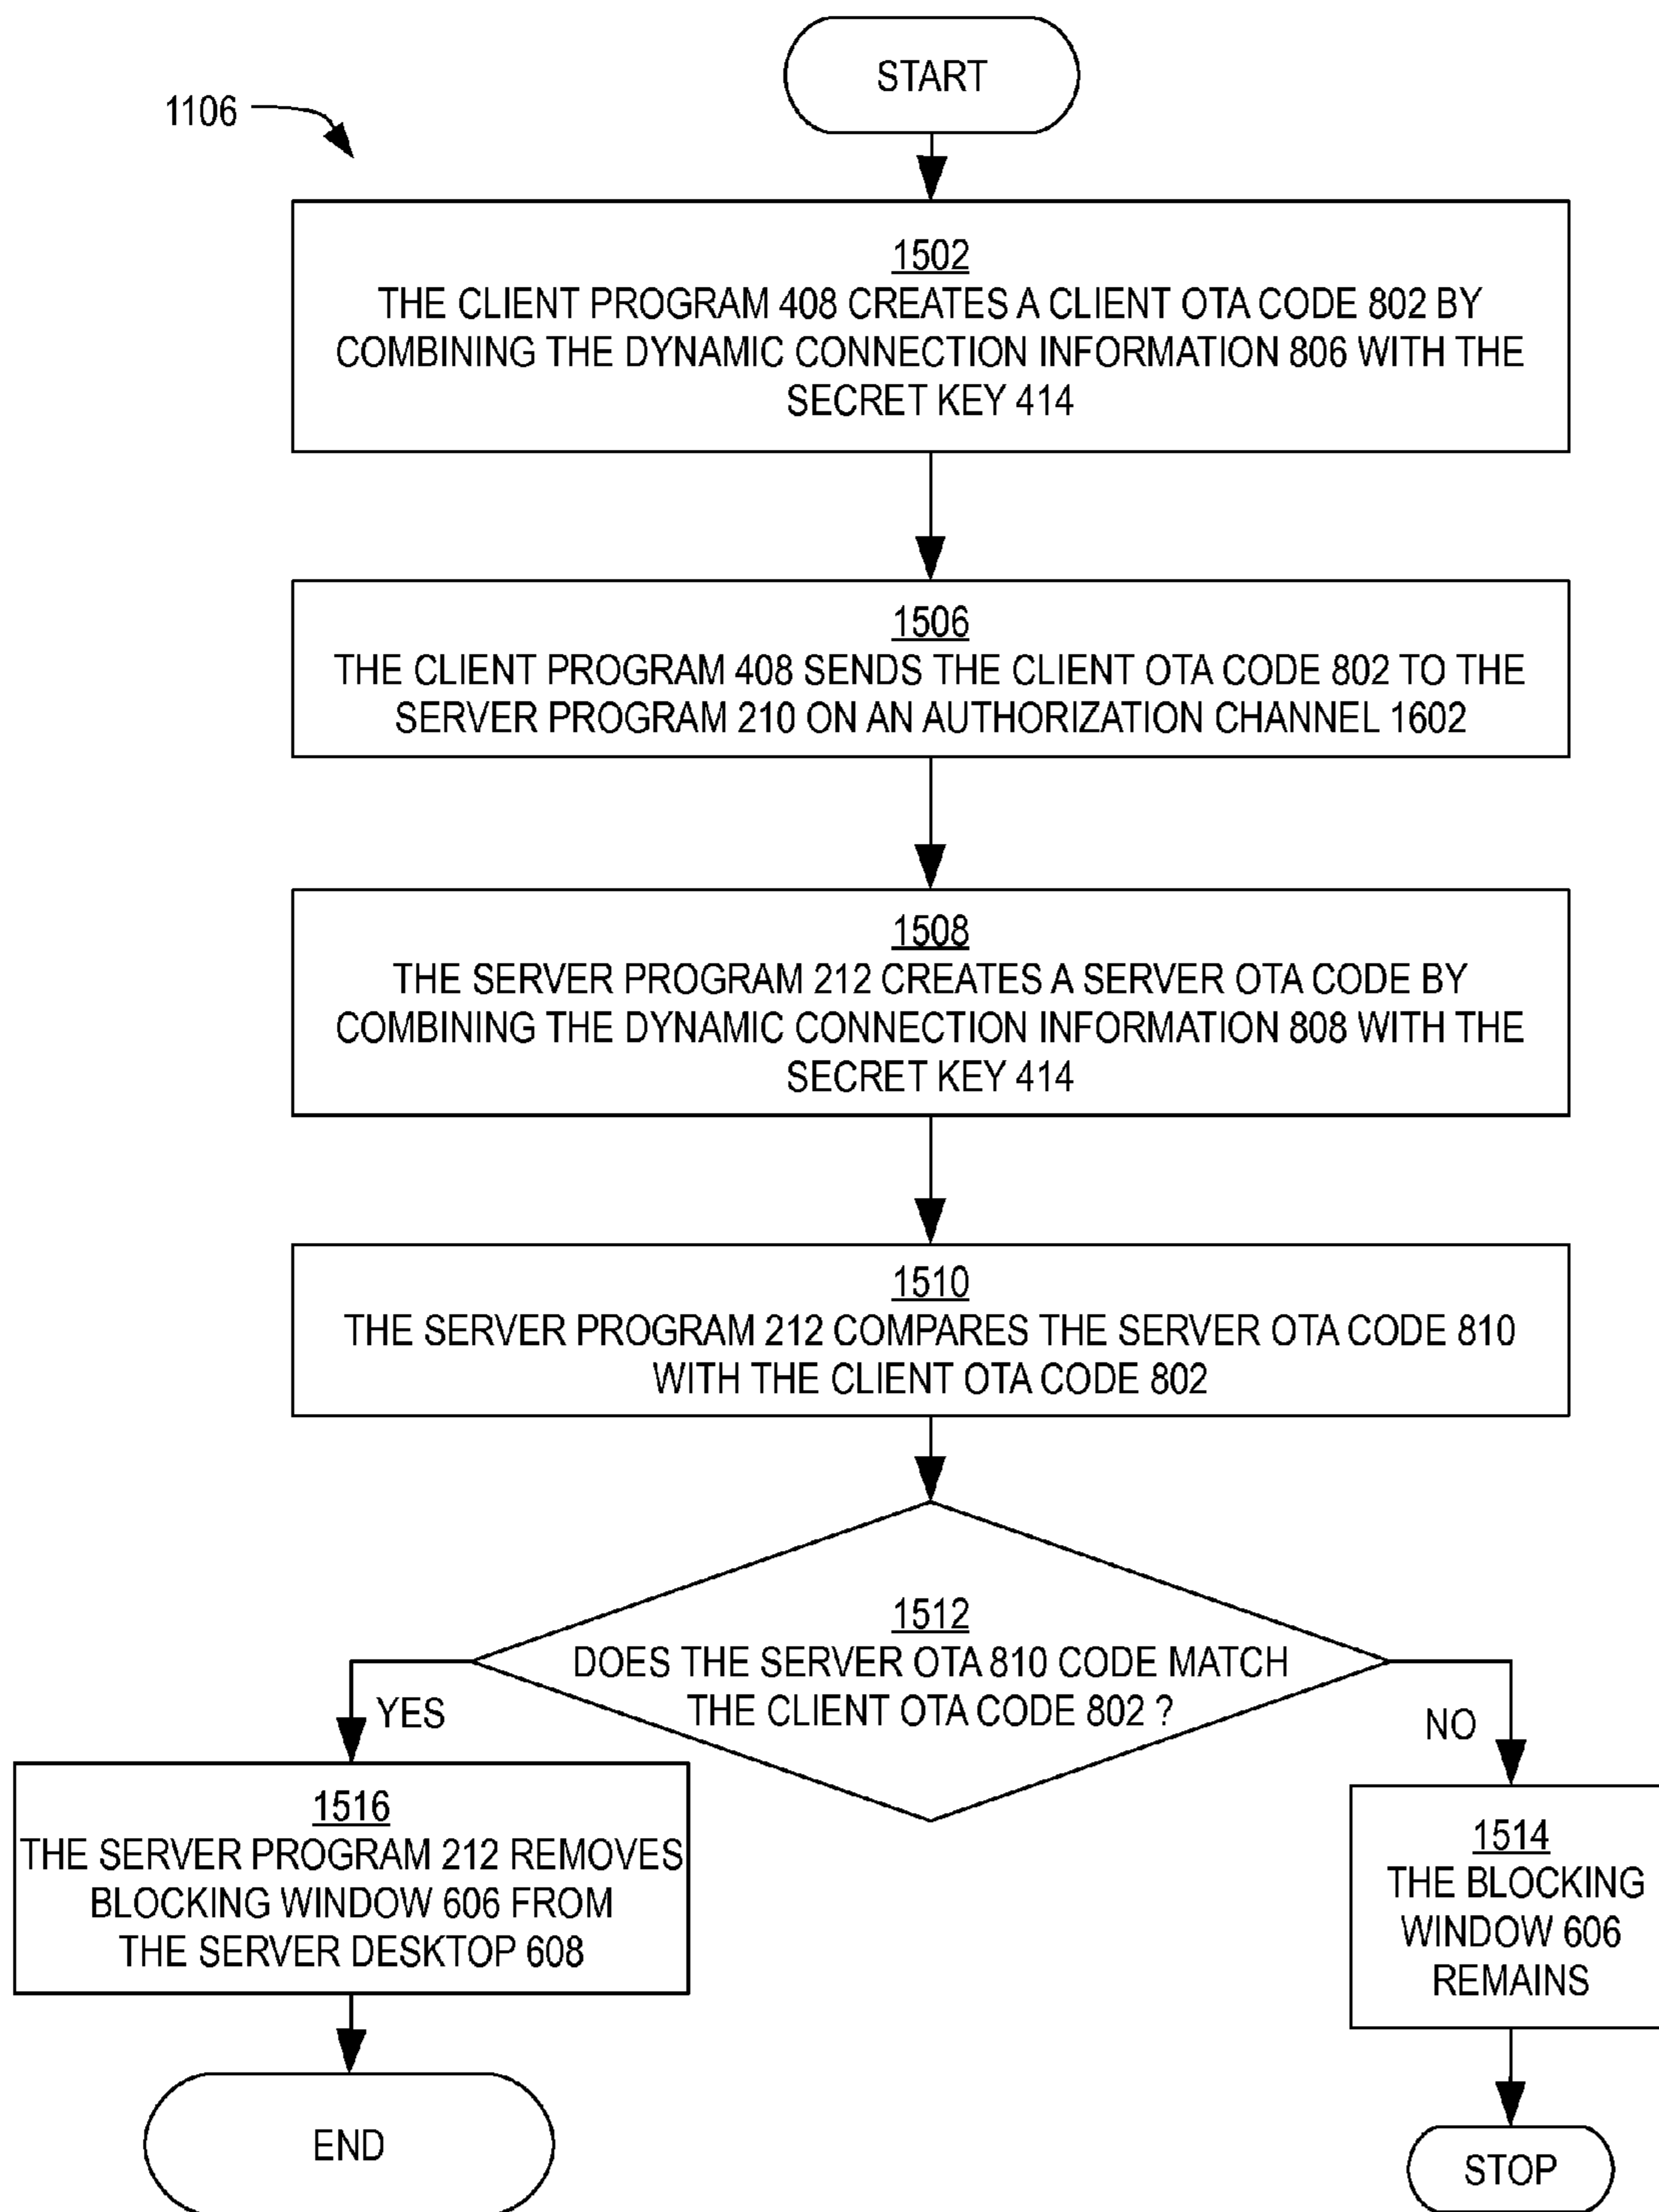 START
1106
1502
THE CLIENT PROGRAM 408 CREATES A CLIENT OTA CODE 802 BY
COMBINING THE DYNAMIC CONNECTION INFORMATION 806 WITH THE
SECRET KEY 414
1506
THE CLIENT PROGRAM 408 SENDS THE CLIENT OTA CODE 802 TO THE
SERVER PROGRAM 210 ON AN AUTHORIZATION CHANNEL 1602
1508
THE SERVER PROGRAM 212 CREATES A SERVER OTA CODE BY
COMBINING THE DYNAMIC CONNECTION INFORMATION 808 WITH THE
SECRET KEY 414
1510
THE SERVER PROGRAM 212 COMPARES THE SERVER OTA CODE 810
WITH THE CLIENT OTA CODE 802
1512
DOES THE SERVER OTA 810 CODE MATCH
THE CLIENT OTA CODE 802 ?
YES
NO
1516
THE SERVER PROGRAM 212 REMOVES
BLOCKING WINDOW 606 FROM
THE SERVER DESKTOP 608
1514
THE BLOCKING
WINDOW 606
REMAINS
END
STOP